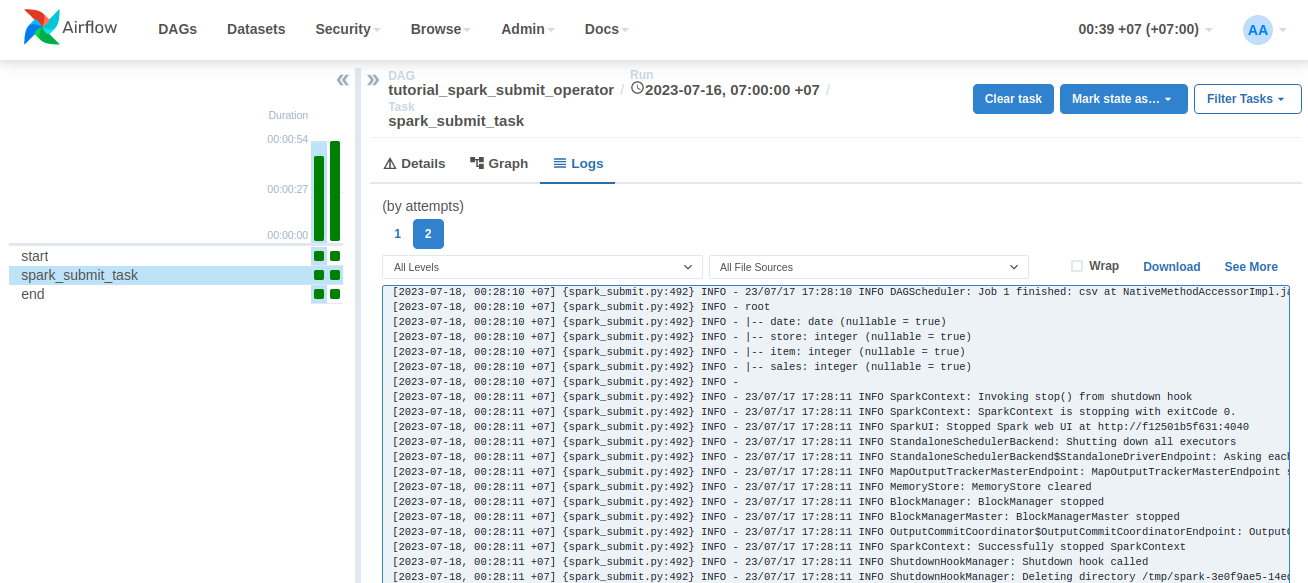 Airflow
DAGs
Datasets
Security
Browse
Admin
Docs
00:39 +07 (+07:00)
AA
DAG
tutorial_spark_submit_operator /
Run
2023-07-16, 07:00:00 +07 /
Task
spark_submit_task
Clear task
Mark state as...
Filter Tasks
Duration
00:00:54
00:00:27
00:00:00
start
spark_submit_task
end
Details
Graph
Logs
(by attempts)
1
2
All Levels
All File Sources
Wrap
Download
See More
[2023-07-18, 00:28:10 +07] {spark_submit.py:492} INFO - 23/07/17 17:28:10 INFO DAGScheduler: Job 1 finished: csv at NativeMethodAccessorImpl.ja
[2023-07-18, 00:28:10 +07] {spark_submit.py:492} INFO - root
[2023-07-18, 00:28:10 +07] {spark_submit.py:492} INFO - |-- date: date (nullable = true)
[2023-07-18, 00:28:10 +07] {spark_submit.py:492} INFO - |-- store: integer (nullable = true)
[2023-07-18, 00:28:10 +07] {spark_submit.py:492} INFO - |-- item: integer (nullable = true)
[2023-07-18, 00:28:10 +07] {spark_submit.py:492} INFO - |-- sales: integer (nullable = true)
[2023-07-18, 00:28:10 +07] {spark_submit.py:492} INFO -
[2023-07-18, 00:28:11 +07] {spark_submit.py:492} INFO - 23/07/17 17:28:11 INFO SparkContext: Invoking stop() from shutdown hook
[2023-07-18, 00:28:11 +07] {spark_submit.py:492} INFO - 23/07/17 17:28:11 INFO SparkContext: SparkContext is stopping with exitCode 0.
[2023-07-18, 00:28:11 +07] {spark_submit.py:492} INFO - 23/07/17 17:28:11 INFO SparkUI: Stopped Spark web UI at http://f12501b5f631:4040
[2023-07-18, 00:28:11 +07] {spark_submit.py:492} INFO - 23/07/17 17:28:11 INFO StandaloneSchedulerBackend: Shutting down all executors
[2023-07-18, 00:28:11 +07] {spark_submit.py:492} INFO - 23/07/17 17:28:11 INFO StandaloneSchedulerBackend$StandaloneDriverEndpoint: Asking each
[2023-07-18, 00:28:11 +07] {spark_submit.py:492} INFO - 23/07/17 17:28:11 INFO MapOutputTrackerMasterEndpoint: MapOutputTrackerMasterEndpoint s
[2023-07-18, 00:28:11 +07] {spark_submit.py:492} INFO - 23/07/17 17:28:11 INFO MemoryStore: MemoryStore cleared
[2023-07-18, 00:28:11 +07] {spark_submit.py:492} INFO - 23/07/17 17:28:11 INFO BlockManager: BlockManager stopped
[2023-07-18, 00:28:11 +07] {spark_submit.py:492} INFO - 23/07/17 17:28:11 INFO BlockManagerMaster: BlockManagerMaster stopped
[2023-07-18, 00:28:11 +07] {spark_submit.py:492} INFO - 23/07/17 17:28:11 INFO OutputCommitCoordinator$OutputCommitCoordinatorEndpoint: OutputC
[2023-07-18, 00:28:11 +07] {spark_submit.py:492} INFO - 23/07/17 17:28:11 INFO SparkContext: Successfully stopped SparkContext
[2023-07-18, 00:28:11 +07] {spark_submit.py:492} INFO - 23/07/17 17:28:11 INFO ShutdownHookManager: Shutdown hook called
[2023-07-18, 00:28:11 +07] {spark_submit.py:492} INFO - 23/07/17 17:28:11 INFO ShutdownHookManager: Deleting directory /tmp/spark-3e0f9ae5-14ed